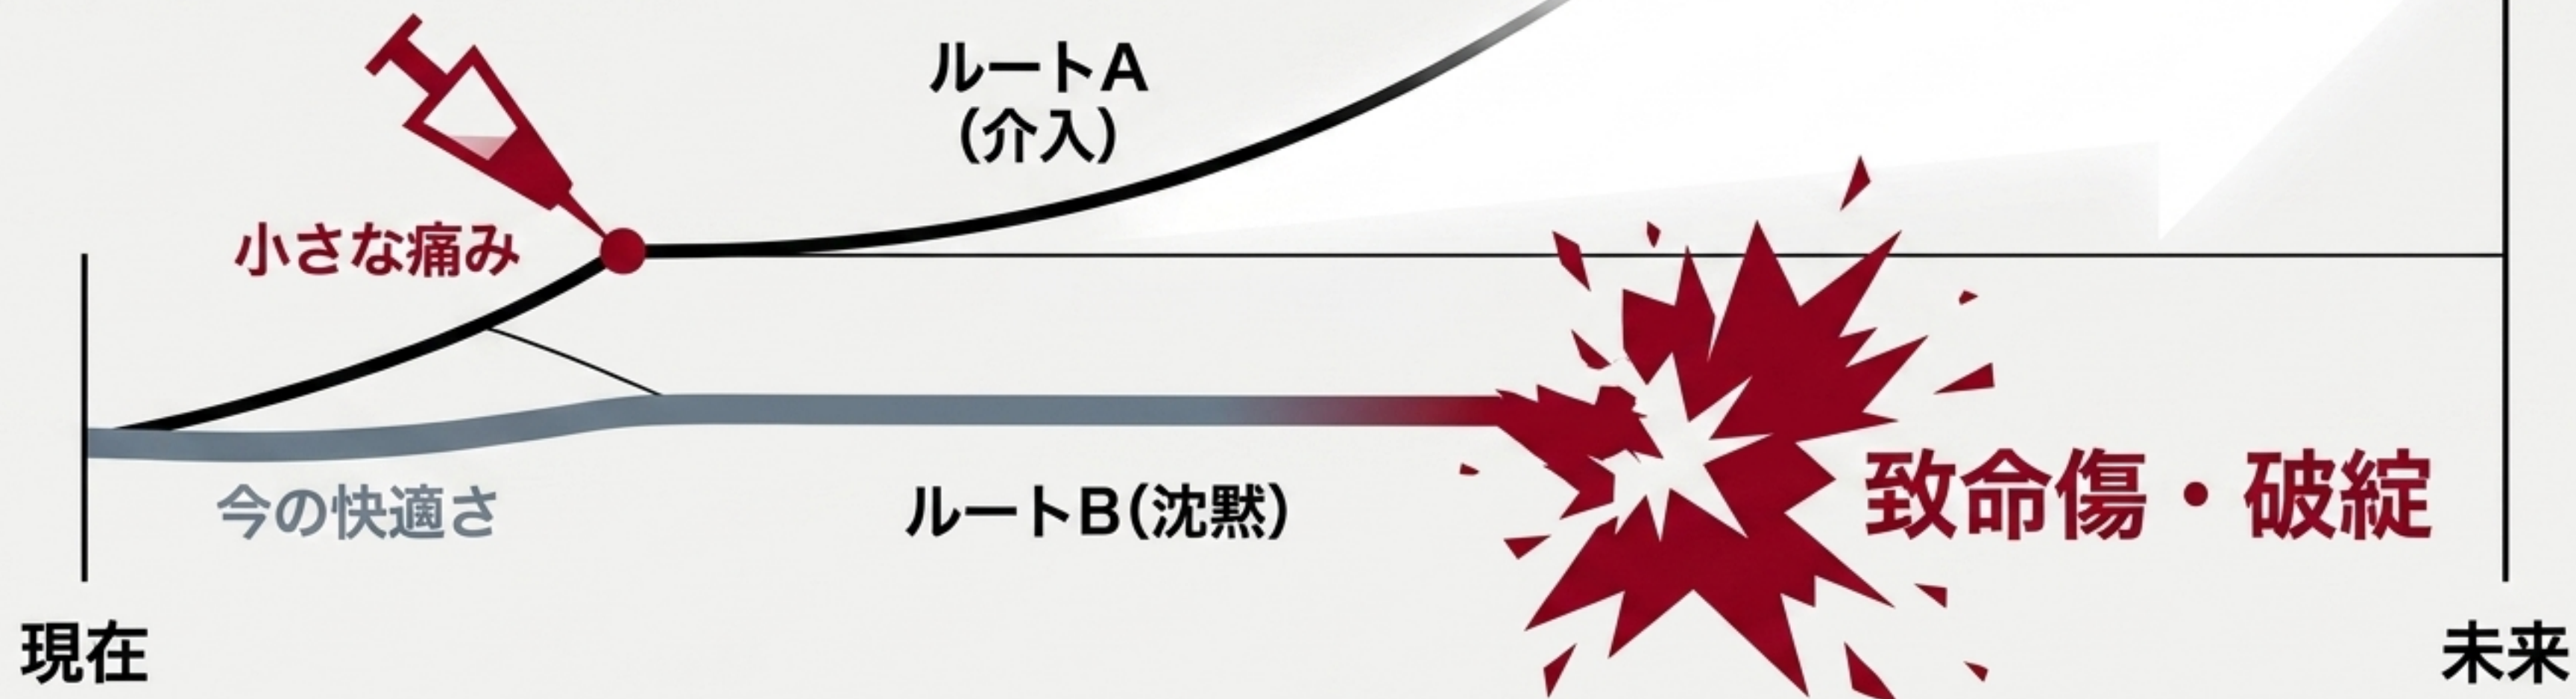 ルートA
（介入）
小さな痛み
今の快適さ
ルートB（沈黙）
致命傷・破綻
現在
未来